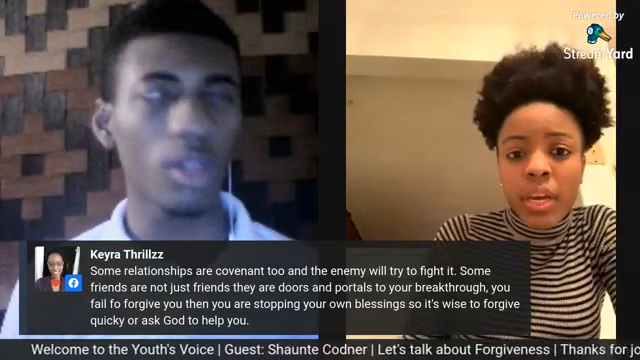 Powered by
StreamYard
Keyra Thrillzz
Some relationships are covenant too and the enemy will try to fight it. Some
friends are not just friends they are doors and portals to your breakthrough, you
fail fo forgive you then you are stopping your own blessings so it's wise to forgive
quicky or ask God to help you.
Welcome to the Youth's Voice | Guest: Shaunte Codner | Let's talk about Forgiveness | Thanks for jo